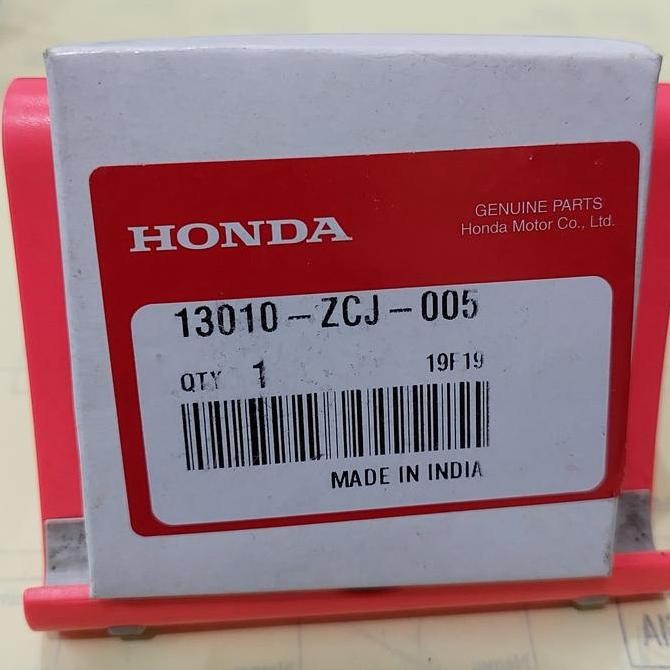 HONDA
GENUINE PARTS
Honda Motor Co., Ltd.
13010-ZCJ-005
QTY 1
19F19
MADE IN INDIA